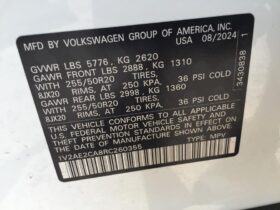 MFD. BY VOLKSWAGEN GROUP OF AMERICA, INC.
USA 08/2024
GVWR LBS 5776, KG 2620
GAWR FRONT LBS 2888, KG 1310
WITH 255/50R20 TIRES,
8JX20 RIMS, AT 250 KPA, 36 PSI COLD
GAWR REAR LBS 2998, KG 1360
WITH 255/50R20 TIRES,
8JX20 RIMS, AT 250 KPA, 36 PSI COLD
THIS VEHICLE CONFORMS TO ALL APPLICABLE
FEDERAL MOTOR VEHICLE SAFETY, BUMPER, AND
THEFT PREVENTION STANDARDS IN EFFECT ON THE
DATE OF MANUFACTURE SHOWN ABOVE.
1V2AE2CA8RC260355 TYPE: MPV
3430838 1